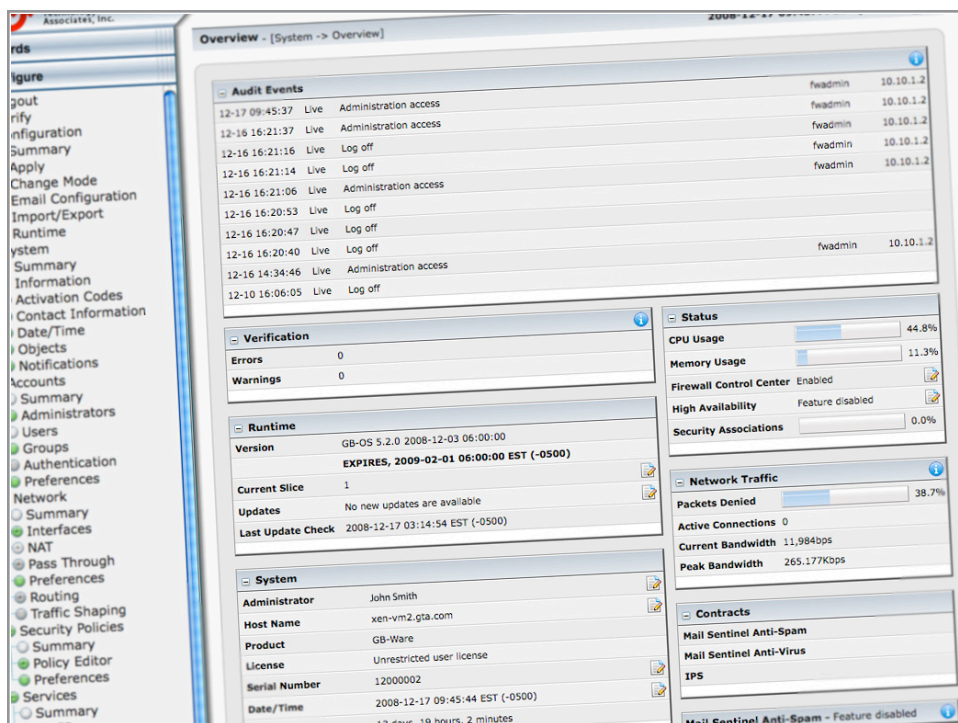 Associates, Inc.
Overview - [System -> Overview]
Audit Events
12-17 09:45:37 Live Administration access fwadmin 10.10.1.2
12-16 16:21:37 Live Administration access fwadmin 10.10.1.2
12-16 16:21:16 Live Log off fwadmin 10.10.1.2
12-16 16:21:14 Live Log off fwadmin 10.10.1.2
12-16 16:21:06 Live Administration access
12-16 16:20:53 Live Log off
12-16 16:20:47 Live Log off
12-16 16:20:40 Live Log off fwadmin 10.10.1.2
12-16 14:34:46 Live Administration access
12-10 16:06:05 Live Log off
Verification
Errors 0
Warnings 0
Runtime
Version GB-OS 5.2.0 2008-12-03 06:00:00
EXPIRES, 2009-02-01 06:00:00 EST (-0500)
Current Slice 1
Updates No new updates are available
Last Update Check 2008-12-17 03:14:54 EST (-0500)
System
Administrator John Smith
Host Name xen-vm2.gta.com
Product GB-Ware
License Unrestricted user license
Serial Number 12000002
Date/Time 2008-12-17 09:45:44 EST (-0500)
19 hours, 2 minutes
Status
CPU Usage 44.8%
Memory Usage 11.3%
Firewall Control Center Enabled
High Availability Feature disabled
Security Associations 0.0%
Network Traffic
Packets Denied 38.7%
Active Connections 0
Current Bandwidth 11,984bps
Peak Bandwidth 265.177Kbps
Contracts
Mail Sentinel Anti-Spam
Mail Sentinel Anti-Virus
IPS
Mail Sentinel Anti-Spam - Feature disabled
rds
igure
gout
rify
nfiguration
Summary
Apply
Change Mode
Email Configuration
Import/Export
Runtime
ystem
Summary
Information
Activation Codes
Contact Information
Date/Time
Objects
Notifications
Accounts
Summary
Administrators
Users
Groups
Authentication
Preferences
Network
Summary
Interfaces
NAT
Pass Through
Preferences
Routing
Traffic Shaping
Security Policies
Summary
Policy Editor
Preferences
Services
Summary